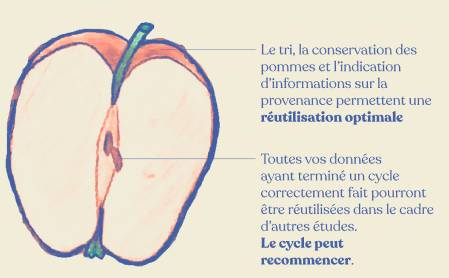 Le tri, la conservation des
pommes et l'indication
d'informations sur la
provenance permettent une
réutilisation optimale
Toutes vos données
ayant terminé un cycle
correctement fait pourront
être réutilisées dans le cadre
d'autres études.
Le cycle peut
recommencer.